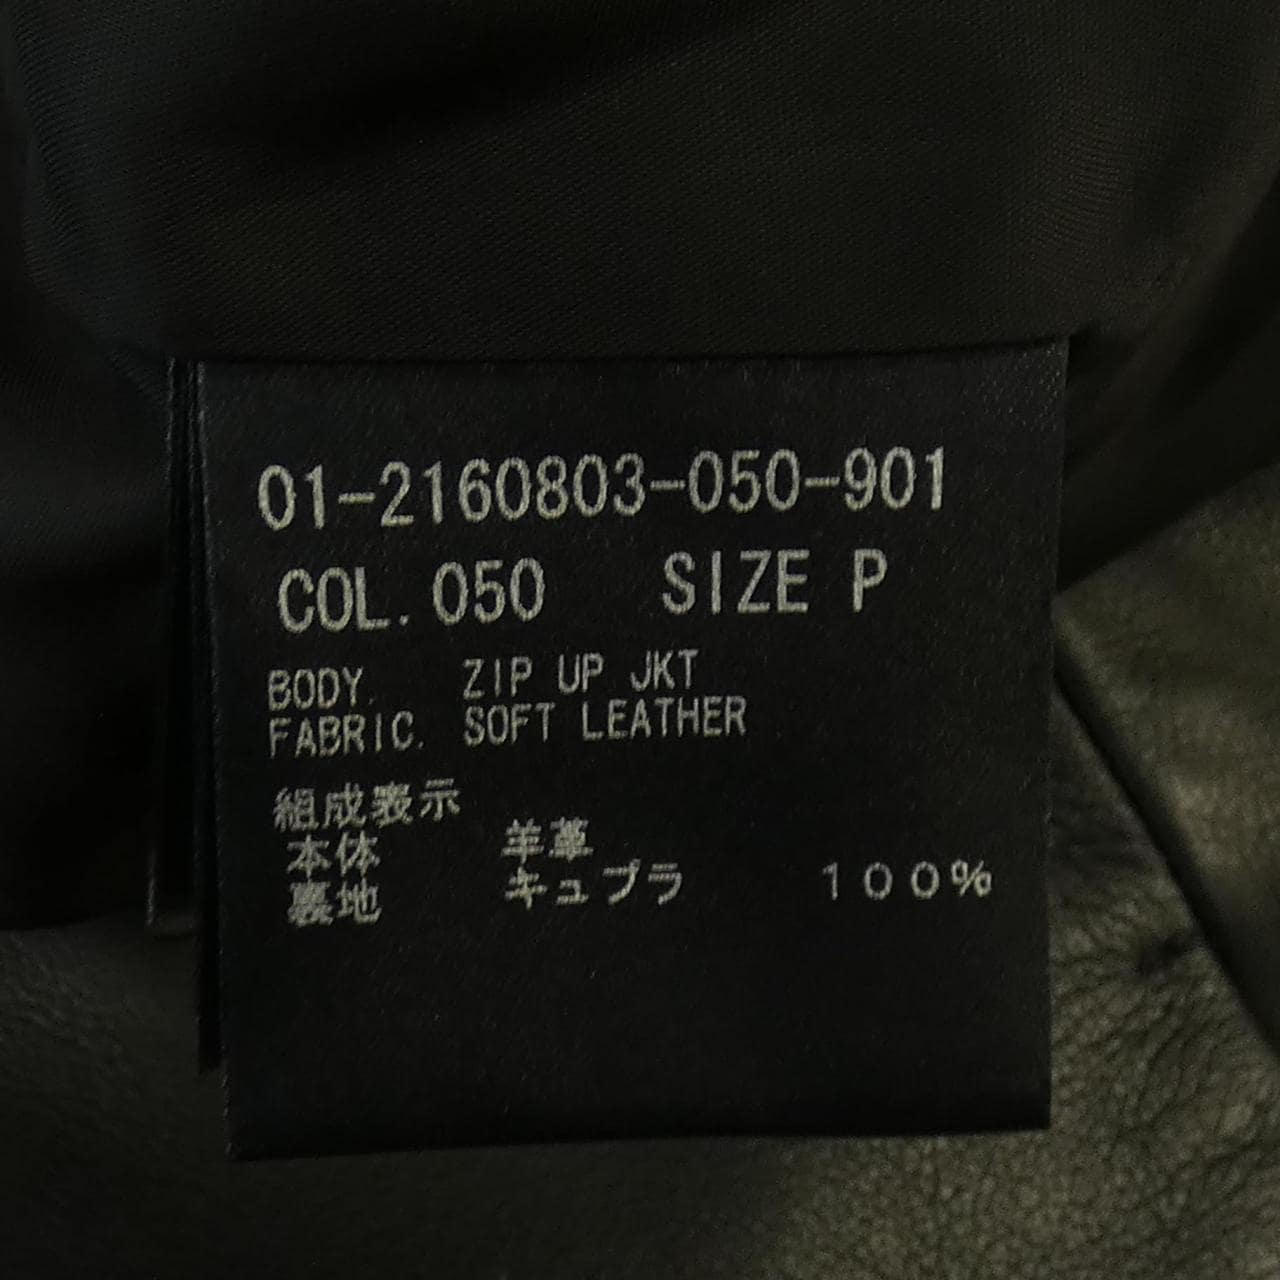 01-2160803-050-901
COL. 050 SIZE P
BODY. ZIP UP JKT
FABRIC. SOFT LEATHER
組成表示
本体 羊革
裏地 キュプラ 100%